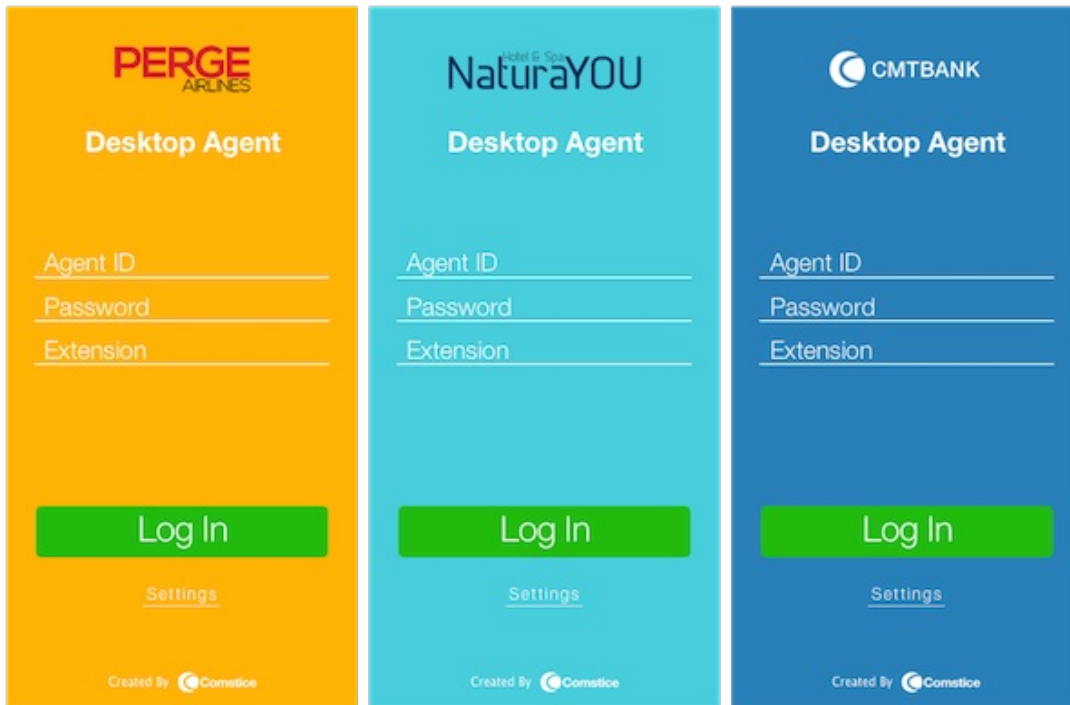 PERGE
AIRLINES
Desktop Agent
Agent ID
Password
Extension
Log In
Settings
Created By Comstice
Hotel & Spa
NaturaYOU
Desktop Agent
Agent ID
Password
Extension
Log In
Settings
Created By Comstice
CMTBANK
Desktop Agent
Agent ID
Password
Extension
Log In
Settings
Created By Comstice